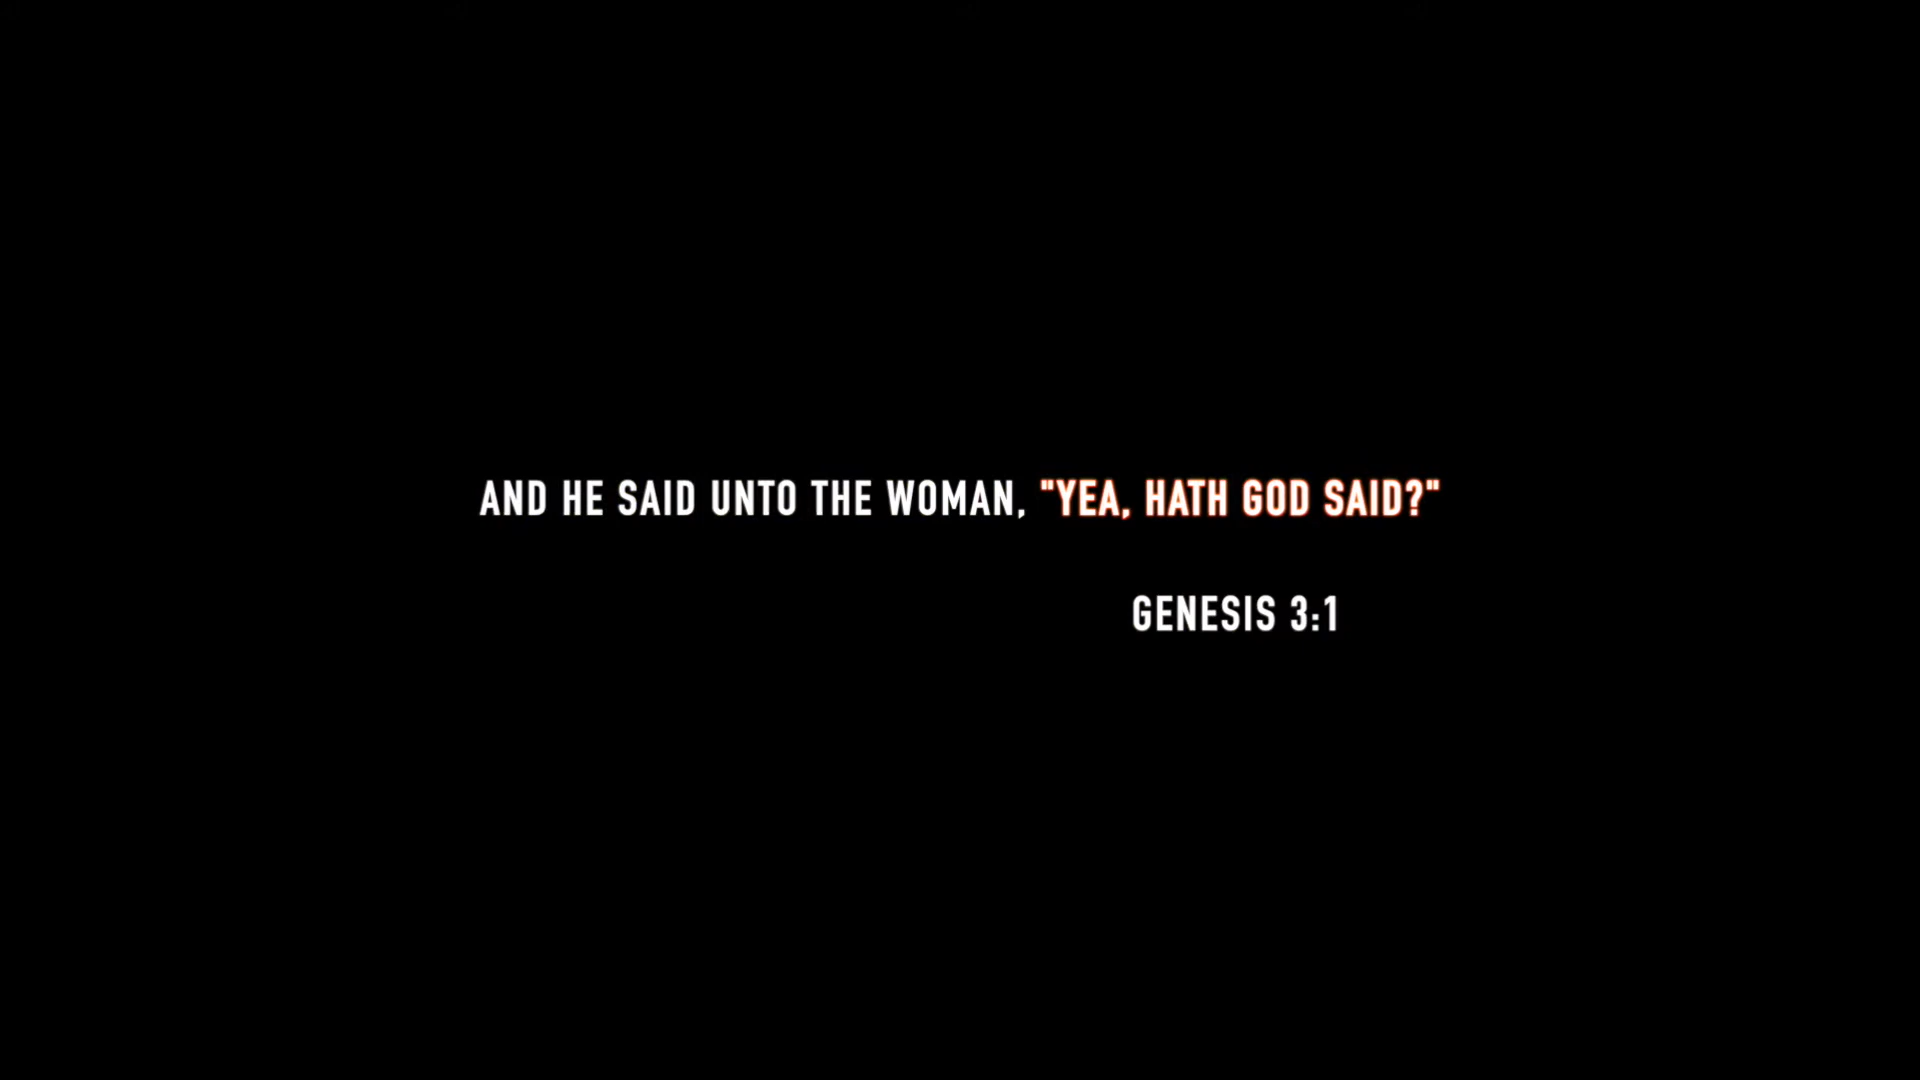 AND HE SAID UNTO THE WOMAN, "YEA, HATH GOD SAID?"
GENESIS 3:1